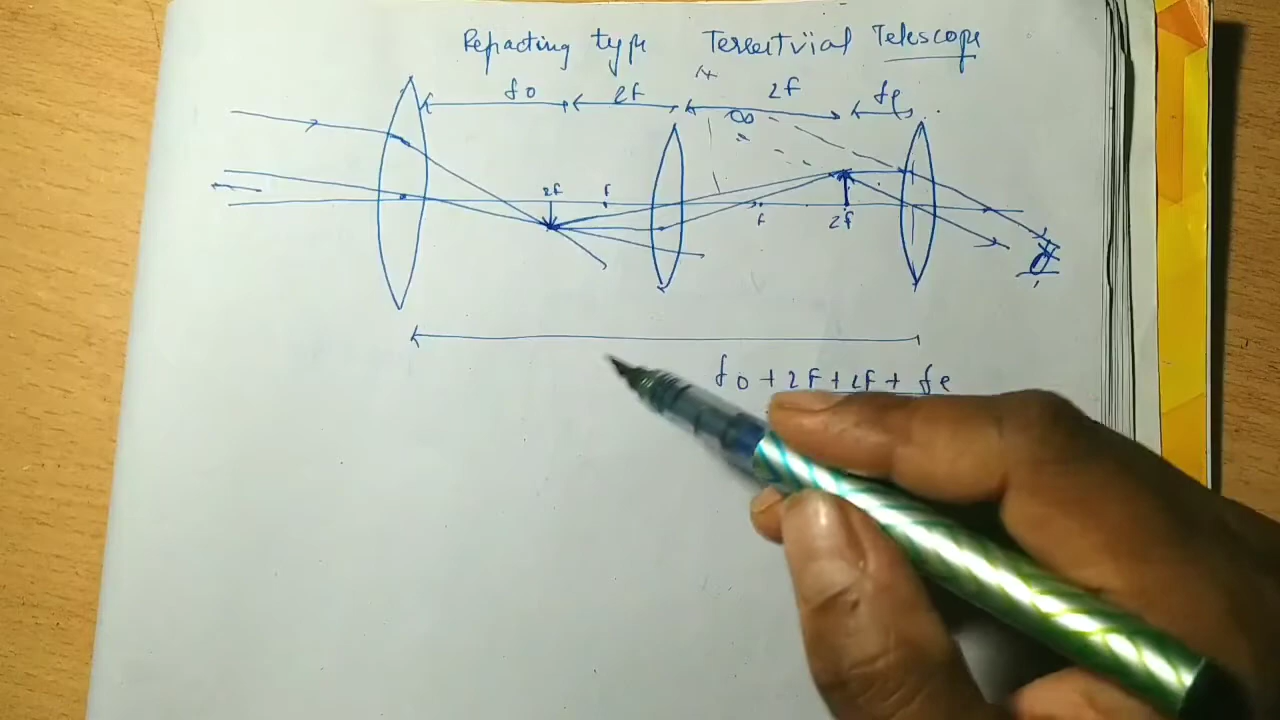 Refracting type Terrestrial Telescope
fo 2F 2F fe
∞
2F F F 2F
fo + 2F + 2F + fe